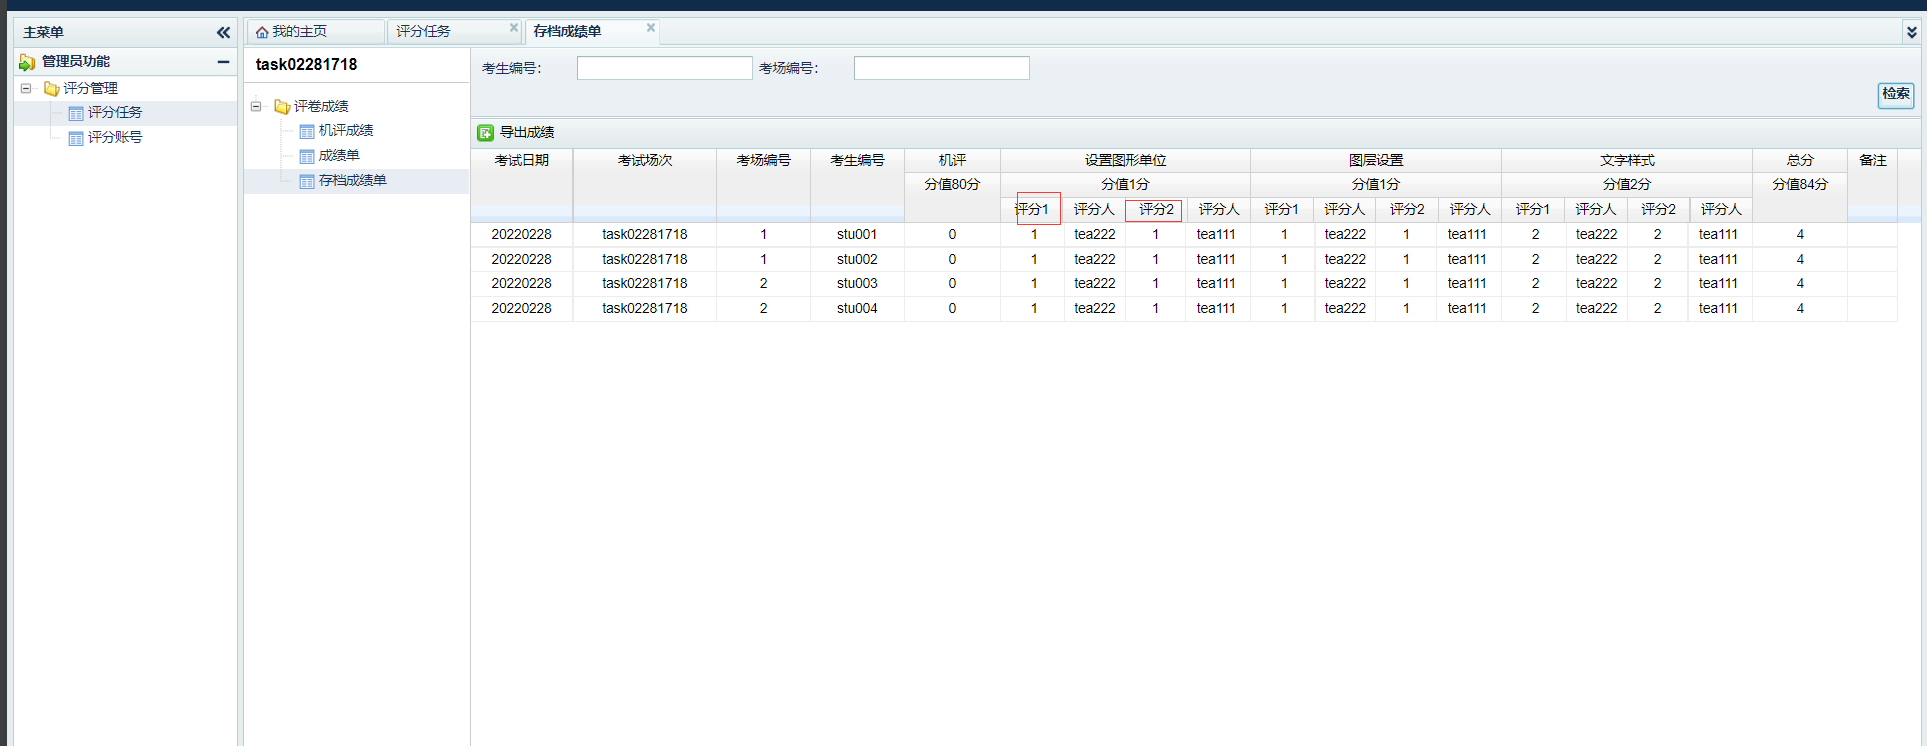 主菜单
管理员功能
评分管理
评分任务
评分账号
我的主页 评分任务 存档成绩单
task02281718
评卷成绩
机评成绩
成绩单
存档成绩单
考生编号： 考场编号：
检索
导出成绩
考试日期 考试场次 考场编号 考生编号 机评 设置图形单位 图层设置 文字样式 总分 备注
分值80分 分值1分 分值1分 分值2分 分值84分
评分1 评分人 评分2 评分人 评分1 评分人 评分2 评分人 评分1 评分人 评分2 评分人
20220228 task02281718 1 stu001 0 1 tea222 1 tea111 1 tea222 1 tea111 2 tea222 2 tea111 4
20220228 task02281718 1 stu002 0 1 tea222 1 tea111 1 tea222 1 tea111 2 tea222 2 tea111 4
20220228 task02281718 2 stu003 0 1 tea222 1 tea111 1 tea222 1 tea111 2 tea222 2 tea111 4
20220228 task02281718 2 stu004 0 1 tea222 1 tea111 1 tea222 1 tea111 2 tea222 2 tea111 4